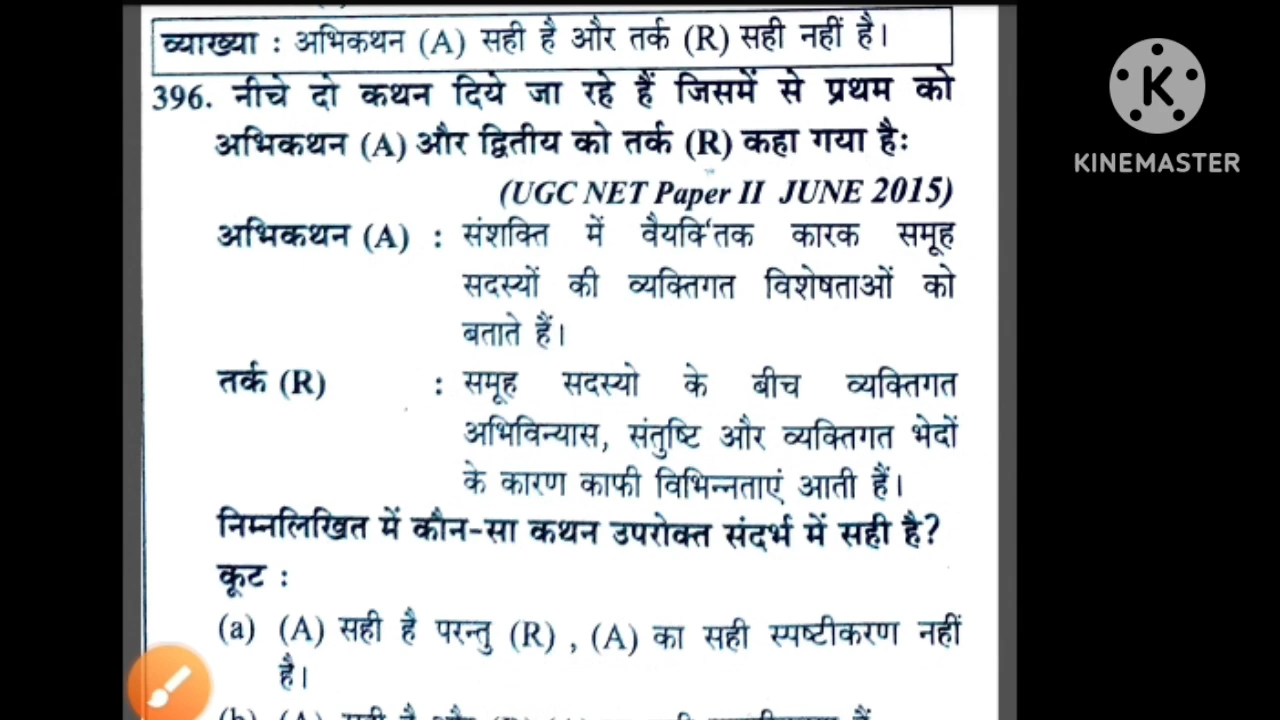 व्याख्या : अभिकथन (A) सही है और तर्क (R) सही नहीं है।
396. नीचे दो कथन दिये जा रहे हैं जिसमें से प्रथम को
अभिकथन (A) और द्वितीय को तर्क (R) कहा गया है:
(UGC NET Paper II JUNE 2015)
अभिकथन (A) : संशक्ति में वैयक्तिक कारक समूह
सदस्यों की व्यक्तिगत विशेषताओं को
बताते हैं।
तर्क (R) : समूह सदस्यो के बीच व्यक्तिगत
अभिविन्यास, संतुष्टि और व्यक्तिगत भेदों
के कारण काफी विभिन्नताएं आती हैं।
निम्नलिखित में कौन-सा कथन उपरोक्त संदर्भ में सही है?
कूट :
(a) (A) सही है परन्तु (R) , (A) का सही स्पष्टीकरण नहीं
है।
K
KINEMASTER